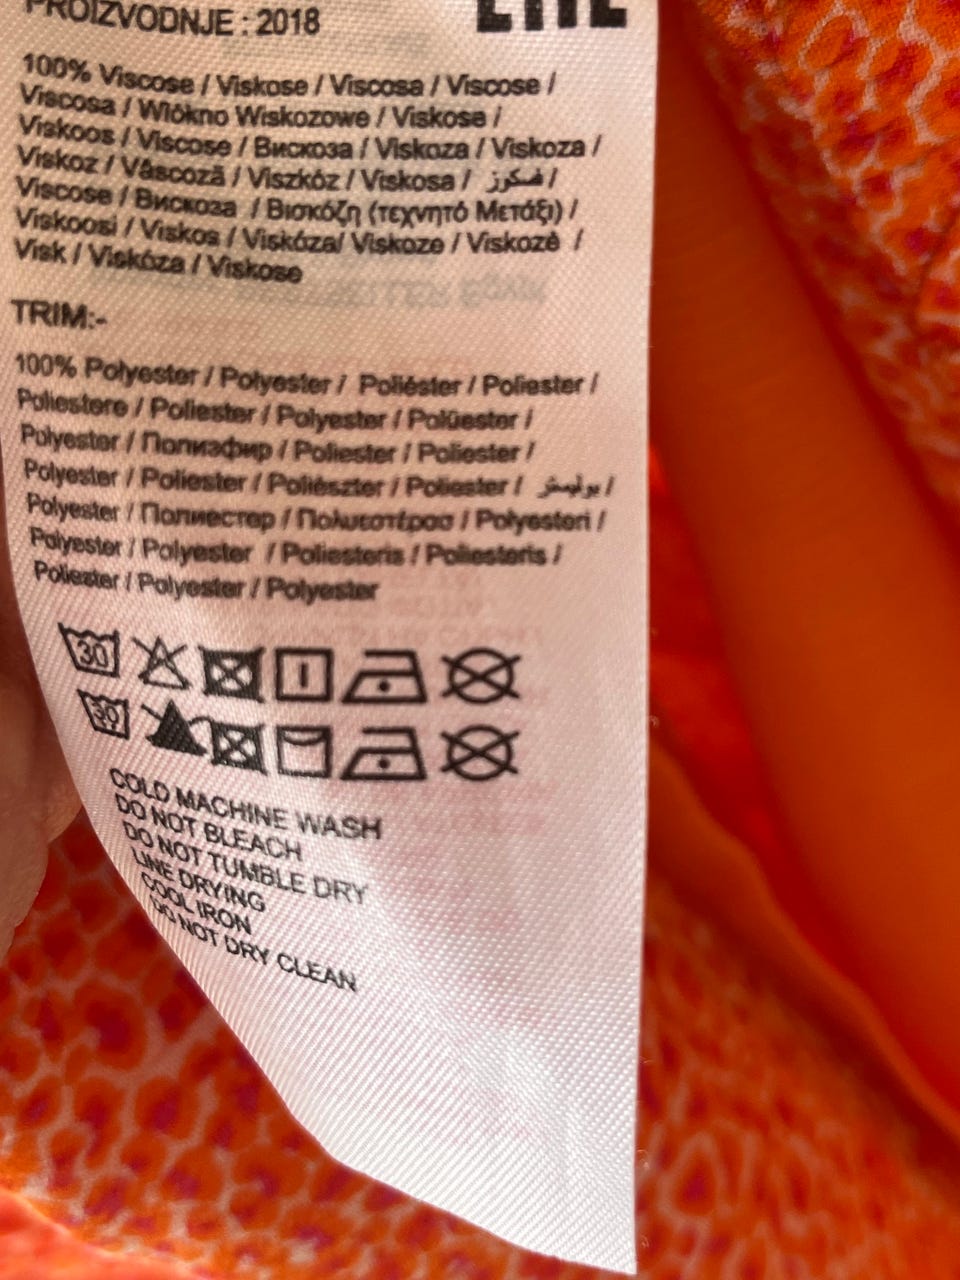 PROIZVODNJE : 2018
100% Viscose / Viskose / Viscosa / Viscose /
Viscosa / Wlókno Wiskozowe / Viskose /
Viskoos / Viscose / Вискоза / Viskoza / Viskoza /
Viskoz / Vâscoză / Viszkóz / Viskosa / فسكوز /
Viscose / Вискоза / Βισκόζη (τεχνητό Μετάξι) /
Viskoosi / Viskos / Viskóza/ Viskoze / Viskozė /
Visk / Viskóza / Viskose
TRIM:-
100% Polyester / Polyester / Poliéster / Poliester /
Poliestere / Poliester / Polyester / Polüester /
Polyester / Полиэфир / Poliester / Poliester /
Polyester / Poliester / Poliészter / Poliester /
Polyester / Полиестер / Πολυεστέρας / Polyesteri /
Polyester / Polyester / Poliesteris / Poliesteris /
Poliester / Polyester / Polyester
30
30
COLD MACHINE WASH
DO NOT BLEACH
DO NOT TUMBLE DRY
LINE DRYING
COOL IRON
DO NOT DRY CLEAN